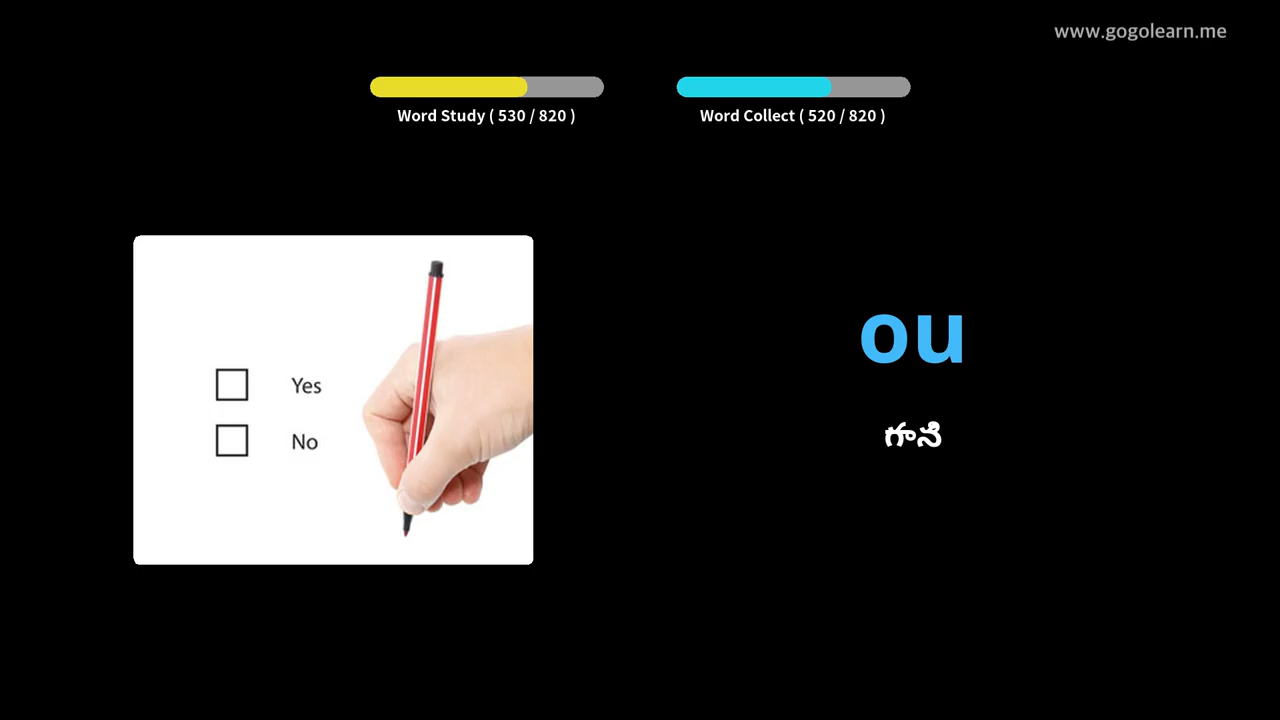 www.gogolearn.me
Word Study ( 530 / 820 )
Word Collect ( 520 / 820 )
Yes
No
ou
గానీ